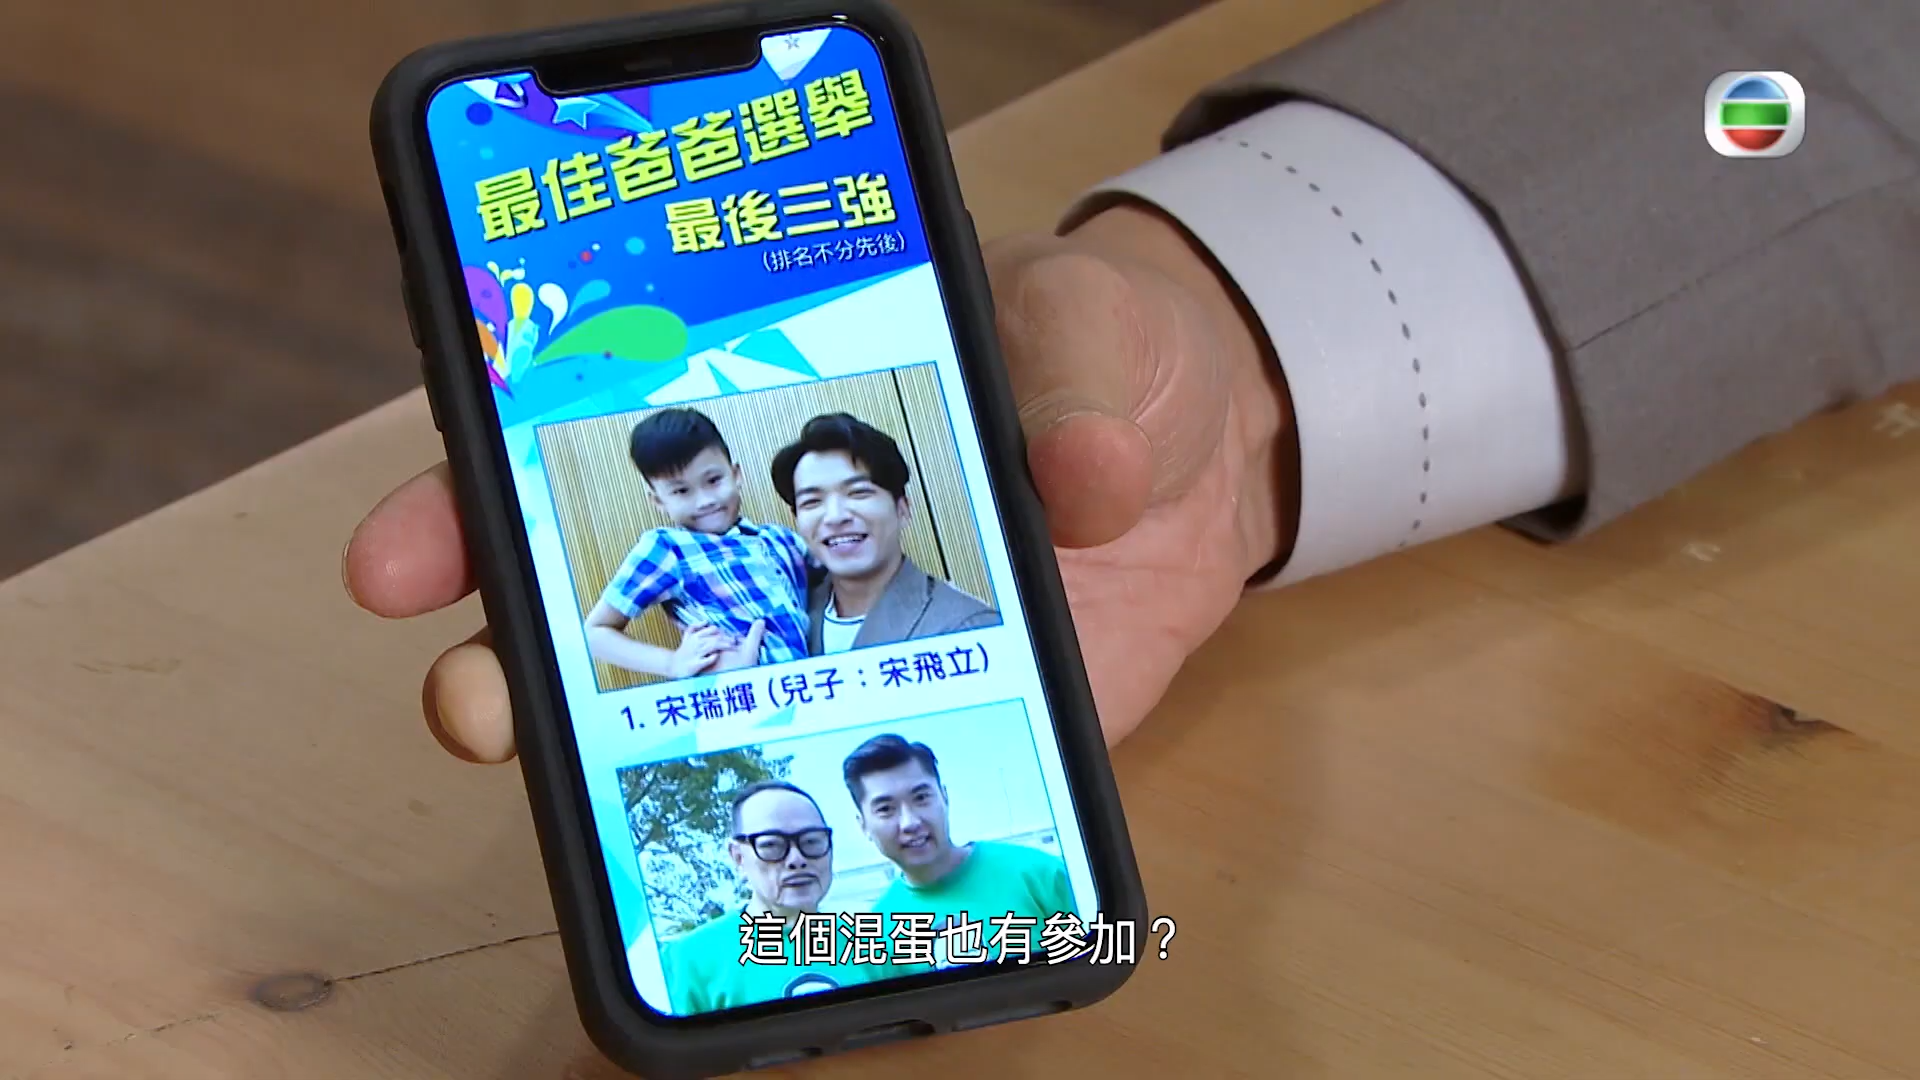 最佳爸爸選舉
最後三強
(排名不分先後)
1. 宋瑞輝 (兒子：宋飛立)
這個混蛋也有參加？